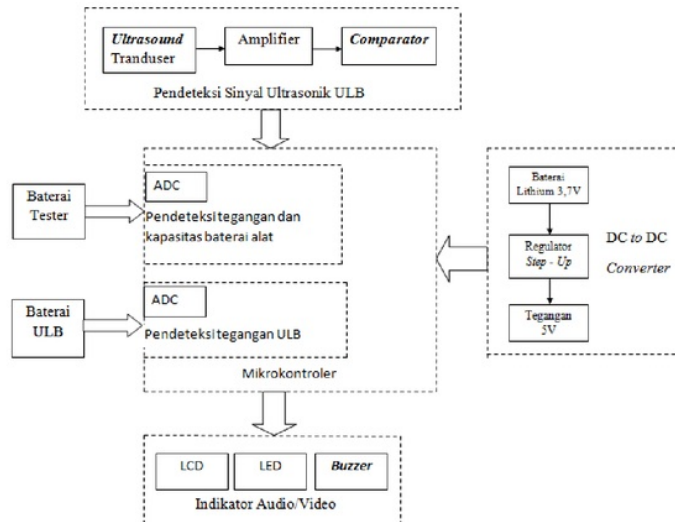 Ultrasound
Tranduser
Amplifier
Comparator
Pendeteksi Sinyal Ultrasonik ULB
Baterai
Tester
ADC
Pendeteksi tegangan dan
kapasitas baterai alat
Baterai
ULB
ADC
Pendeteksi tegangan ULB
Mikrokontroler
Baterai
Lithium 3,7V
Regulator
Step - Up
Tegangan
5V
DC to DC
Converter
LCD
LED
Buzzer
Indikator Audio/Video